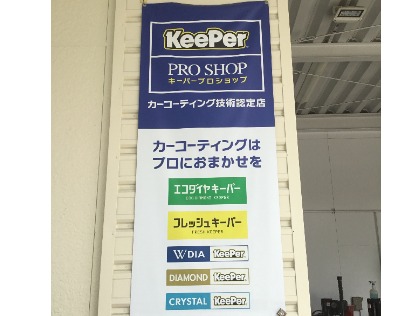 KeePer
PRO SHOP
キーパープロショップ
カーコーティング技術認定店
カーコーティングは
プロにおまかせを
エコダイヤキーパー
フレッシュキーパー
FRESH KEEPER
W DIA KeePer
DIAMOND KeePer
CRYSTAL KeePer